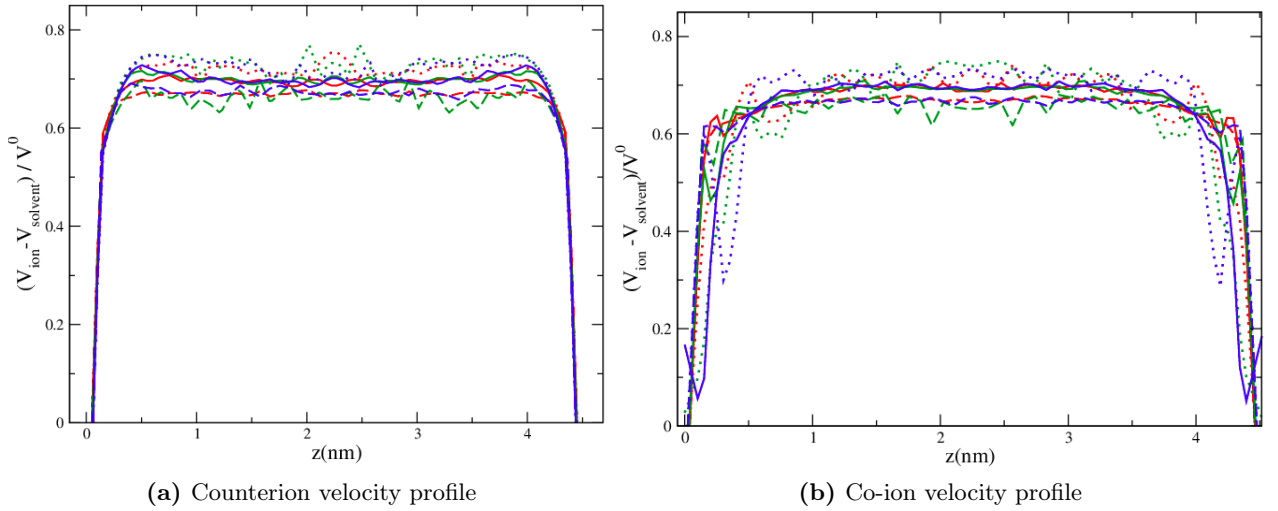 0.8
0.6
0.4
0.2
0
(V_ion - V_solvent) / V^0
0 1 2 3 4
z(nm)
(a) Counterion velocity profile
0.8
0.6
0.4
0.2
0
(V_ion - V_solvent)/V^0
0 1 2 3 4
z(nm)
(b) Co-ion velocity profile